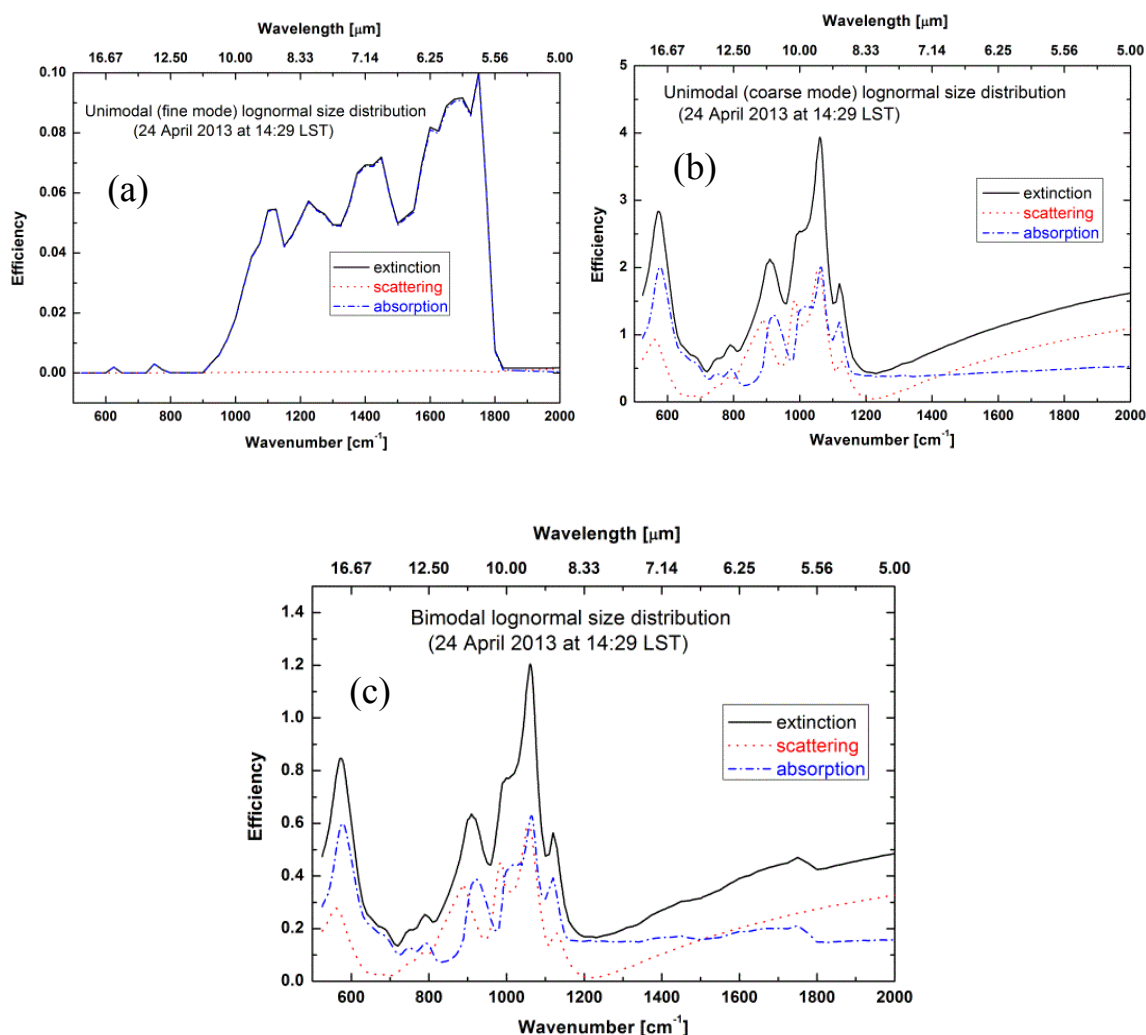 Wavelength [μm]
16.67 12.50 10.00 8.33 7.14 6.25 5.56 5.00
0.10
0.08
0.06
0.04
0.02
0.00
Efficiency
Unimodal (fine mode) lognormal size distribution
(24 April 2013 at 14:29 LST)
(a)
extinction
scattering
absorption
600 800 1000 1200 1400 1600 1800 2000
Wavenumber [cm-1]
Wavelength [μm]
16.67 12.50 10.00 8.33 7.14 6.25 5.56 5.00
5
4
3
2
1
0
Efficiency
Unimodal (coarse mode) lognormal size distribution
(24 April 2013 at 14:29 LST)
(b)
extinction
scattering
absorption
600 800 1000 1200 1400 1600 1800 2000
Wavenumber [cm-1]
Wavelength [μm]
16.67 12.50 10.00 8.33 7.14 6.25 5.56 5.00
1.4
1.2
1.0
0.8
0.6
0.4
0.2
0.0
Efficiency
Bimodal lognormal size distribution
(24 April 2013 at 14:29 LST)
(c)
extinction
scattering
absorption
600 800 1000 1200 1400 1600 1800 2000
Wavenumber [cm-1]